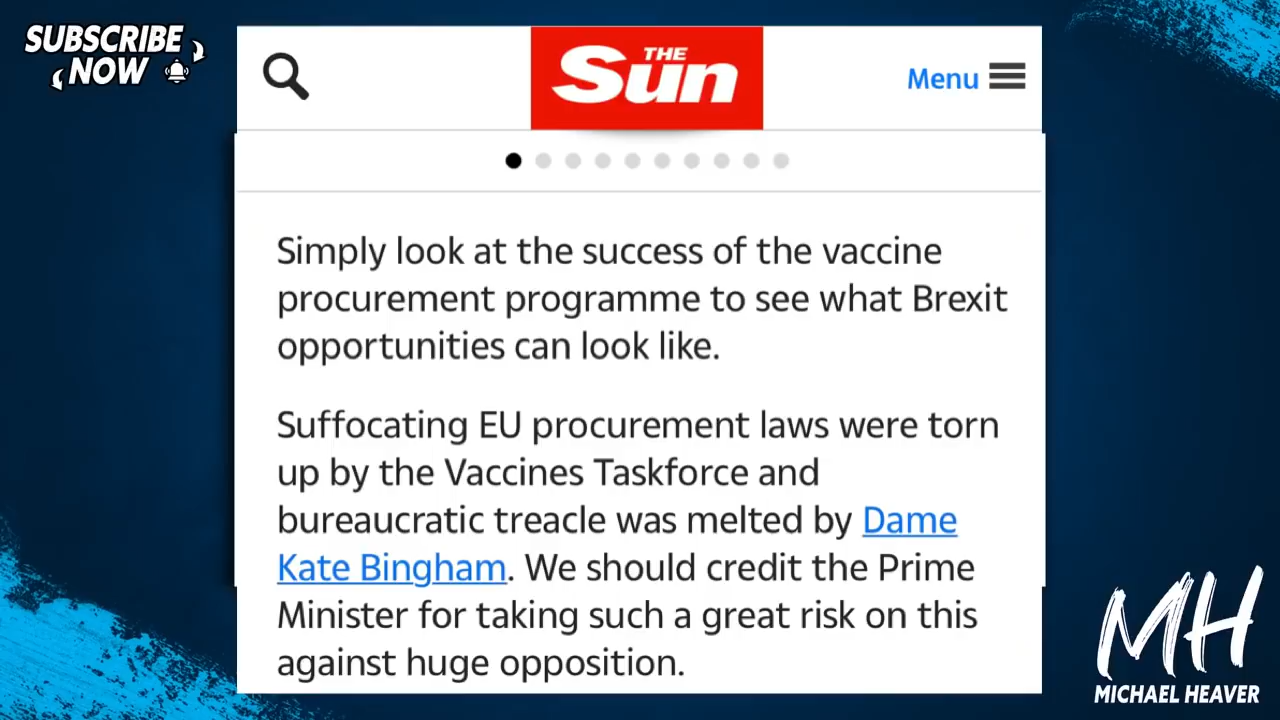 SUBSCRIBE
NOW
THE
Sun
Menu
Simply look at the success of the vaccine
procurement programme to see what Brexit
opportunities can look like.
Suffocating EU procurement laws were torn
up by the Vaccines Taskforce and
bureaucratic treacle was melted by Dame
Kate Bingham. We should credit the Prime
Minister for taking such a great risk on this
against huge opposition.
MH
MICHAEL HEAVER